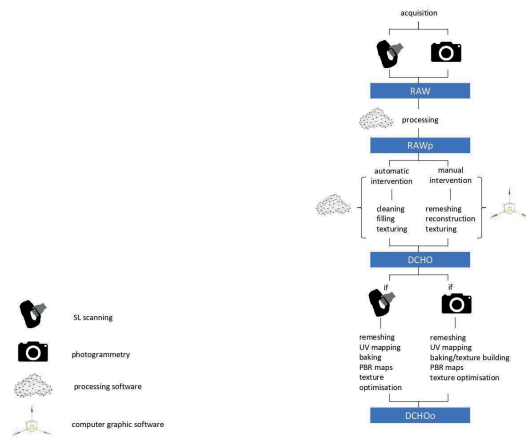 acquisition
RAW
processing
RAWp
automatic
intervention
manual
intervention
cleaning
filling
texturing
remeshing
reconstruction
texturing
DCHO
if
if
remeshing
UV mapping
baking
PBR maps
texture
optimisation
remeshing
UV mapping
baking/texture building
PBR maps
texture optimisation
DCHOo
SL scanning
photogrammetry
processing software
computer graphic software